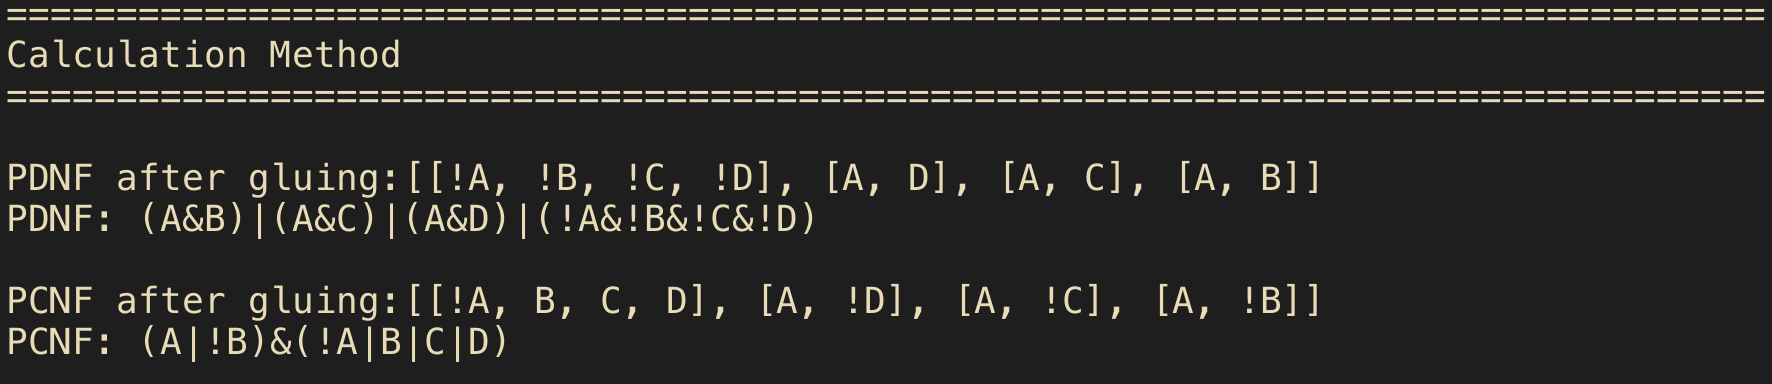 ================================================================================
Calculation Method
================================================================================
PDNF after gluing:[[!A, !B, !C, !D], [A, D], [A, C], [A, B]]
PDNF: (A&B)|(A&C)|(A&D)|(!A&!B&!C&!D)
PCNF after gluing:[[!A, B, C, D], [A, !D], [A, !C], [A, !B]]
PCNF: (A|!B)&(!A|B|C|D)